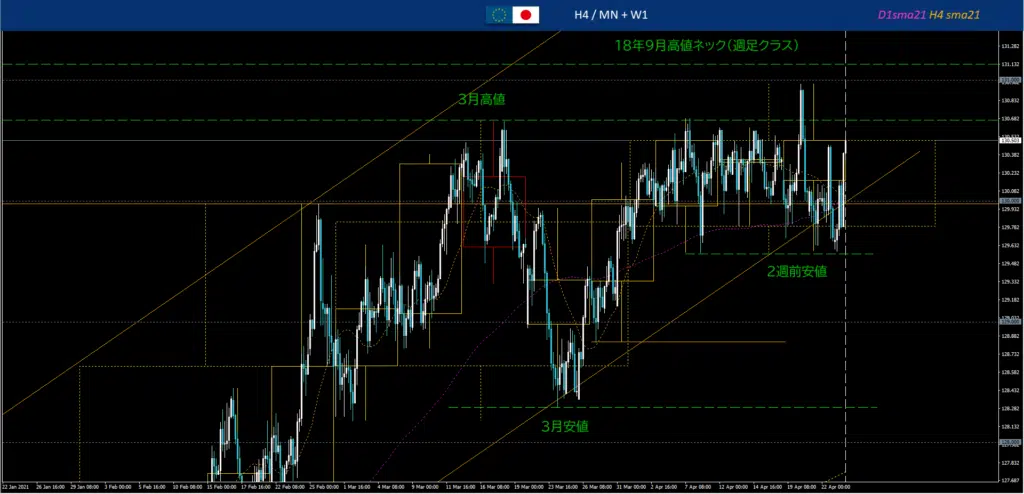 H4 / MN + W1
D1sma21 H4 sma21
18年9月高値ネック(週足クラス)
3月高値
2週前安値
3月安値
131.282
131.132
130.832
130.682
130.532
130.503
130.382
130.232
130.082
129.932
129.782
129.632
129.482
129.332
129.182
129.032
128.882
128.732
128.582
128.432
128.282
128.132
127.832
127.687
22 Jan 2021
26 Jan 16:00
29 Jan 08:00
3 Feb 00:00
5 Feb 16:00
10 Feb 08:00
15 Feb 00:00
17 Feb 16:00
22 Feb 08:00
25 Feb 00:00
1 Mar 16:00
4 Mar 08:00
9 Mar 00:00
11 Mar 16:00
16 Mar 08:00
19 Mar 00:00
23 Mar 16:00
26 Mar 08:00
31 Mar 00:00
2 Apr 16:00
7 Apr 08:00
12 Apr 00:00
14 Apr 16:00
19 Apr 08:00
22 Apr 00:00